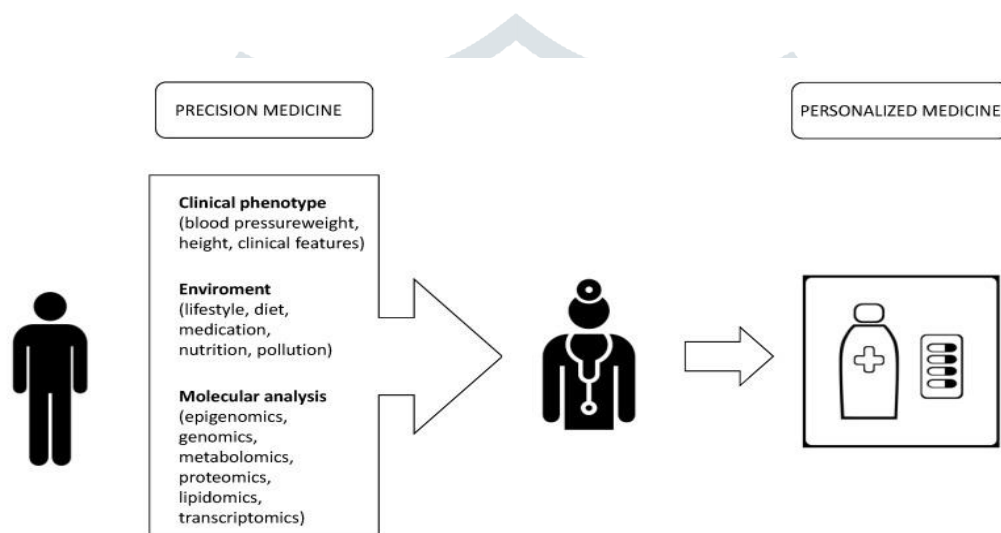 PRECISION MEDICINE
PERSONALIZED MEDICINE
Clinical phenotype
(blood pressureweight,
height, clinical features)
Enviroment
(lifestyle, diet,
medication,
nutrition, pollution)
Molecular analysis
(epigenomics,
genomics,
metabolomics,
proteomics,
lipidomics,
transcriptomics)